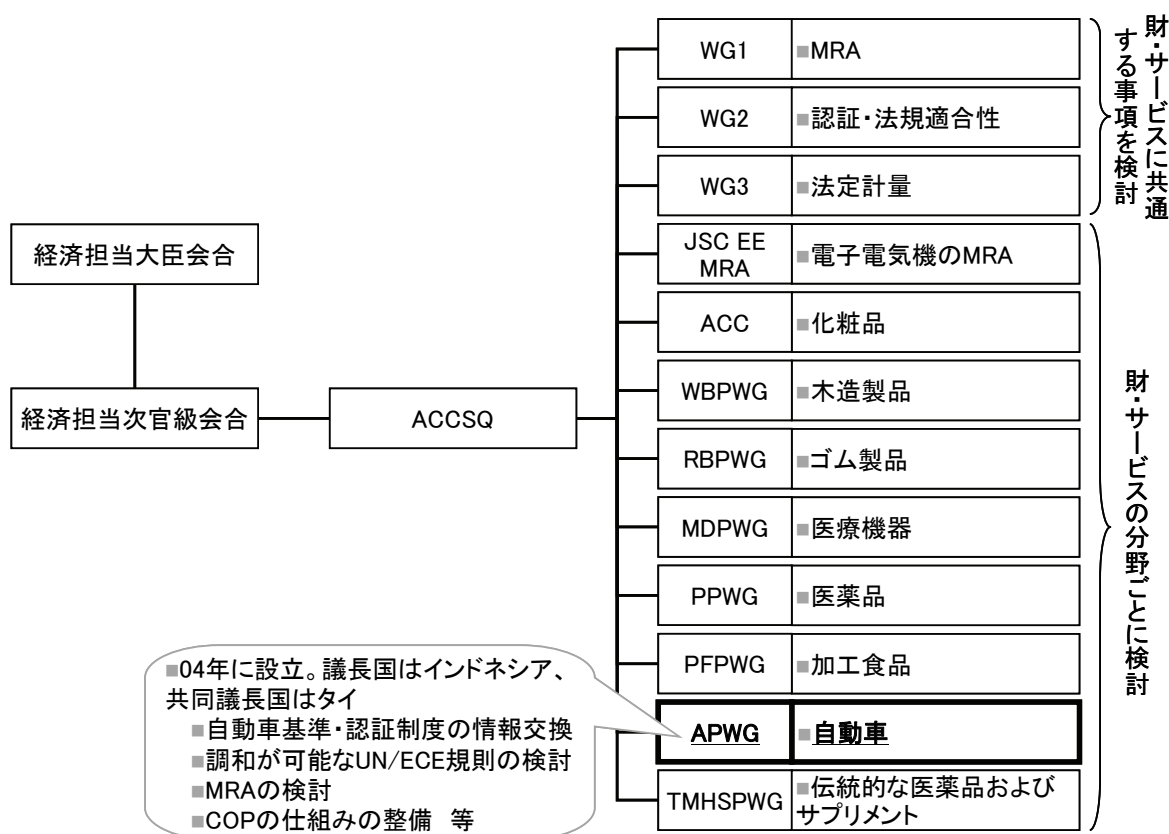 経済担当大臣会合
経済担当次官級会合
ACCSQ
WG1
■MRA
WG2
■認証・法規適合性
WG3
■法定計量
JSC EE
MRA
■電子電気機のMRA
ACC
■化粧品
WBPWG
■木造製品
RBPWG
■ゴム製品
MDPWG
■医療機器
PPWG
■医薬品
PFPWG
■加工食品
APWG
■自動車
TMHSPWG
■伝統的な医薬品および
サプリメント
財・サービスに共通
する事項を検討
財・サービスの分野ごとに検討
■04年に設立。議長国はインドネシア、
共同議長国はタイ
■自動車基準・認証制度の情報交換
■調和が可能なUN/ECE規則の検討
■MRAの検討
■COPの仕組みの整備　等